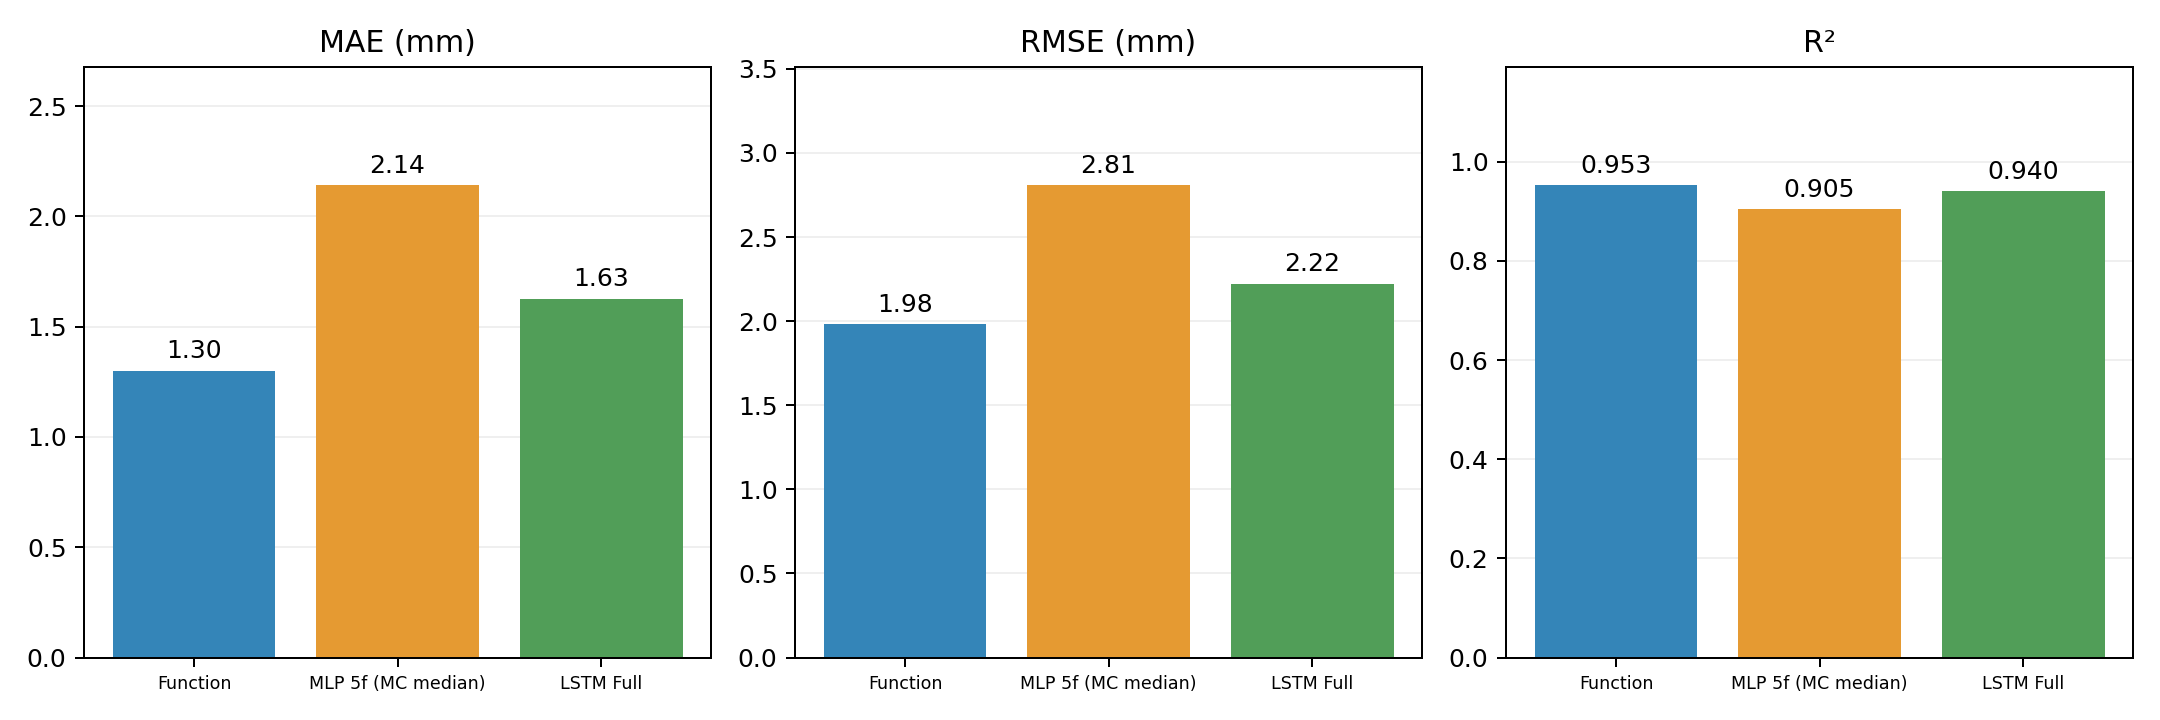 MAE (mm)
2.5
2.0
1.5
1.0
0.5
0.0
1.30
2.14
1.63
Function
MLP 5f (MC median)
LSTM Full
RMSE (mm)
3.5
3.0
2.5
2.0
1.5
1.0
0.5
0.0
1.98
2.81
2.22
Function
MLP 5f (MC median)
LSTM Full
R²
1.0
0.8
0.6
0.4
0.2
0.0
0.953
0.905
0.940
Function
MLP 5f (MC median)
LSTM Full